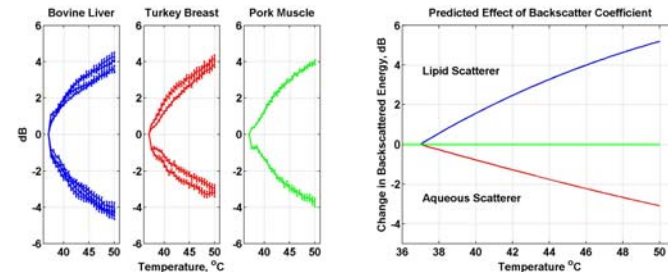 Bovine Liver
Turkey Breast
Pork Muscle
Predicted Effect of Backscatter Coefficient
dB
6
4
2
0
-2
-4
-6
40 45 50
40 45 50
40 45 50
Temperature, °C
Change in Backscattered Energy, dB
6
4
2
0
-2
-4
Lipid Scatterer
Aqueous Scatterer
36 38 40 42 44 46 48 50
Temperature °C